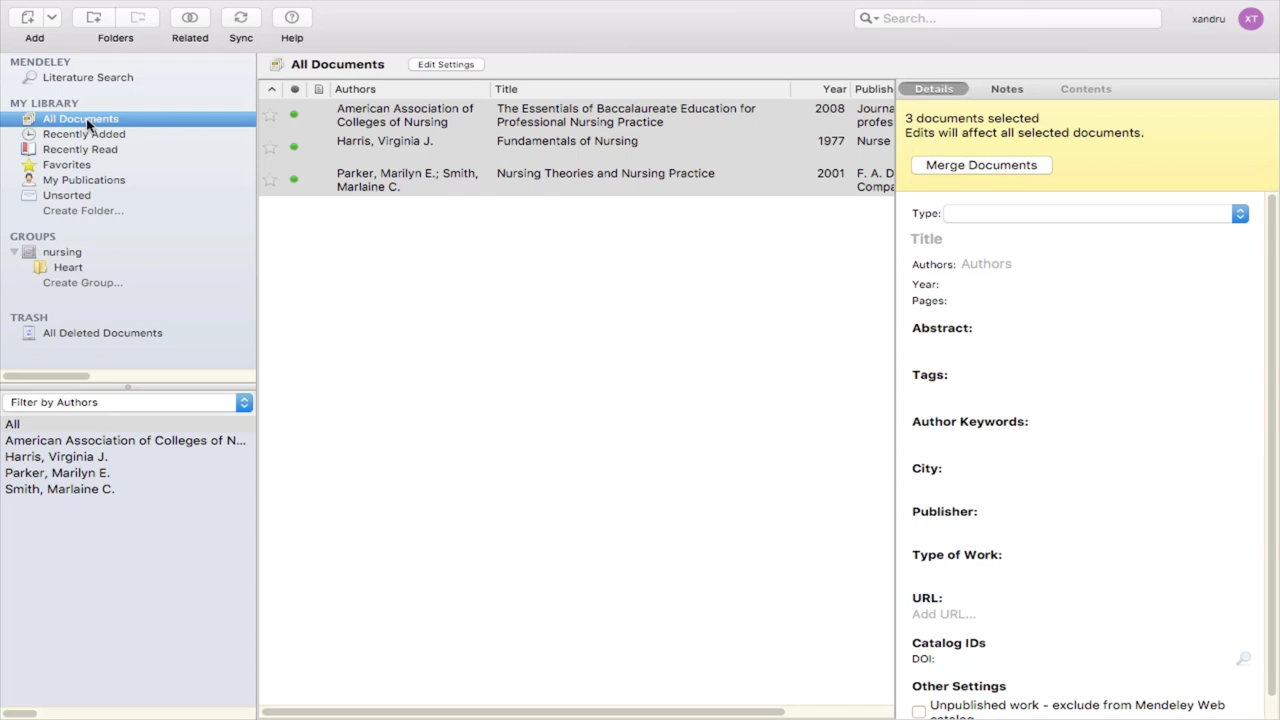 Search...
xandru
XT
Add
Folders
Related
Sync
Help
MENDELEY
Literature Search
MY LIBRARY
All Documents
Recently Added
Recently Read
Favorites
My Publications
Unsorted
Create Folder...
GROUPS
nursing
Heart
Create Group...
TRASH
All Deleted Documents
Filter by Authors
All
American Association of Colleges of N...
Harris, Virginia J.
Parker, Marilyn E.
Smith, Marlaine C.
All Documents
Edit Settings
Authors
Title
Year
Publish
American Association of
Colleges of Nursing
The Essentials of Baccalaureate Education for
Professional Nursing Practice
2008
Journa
profes
Harris, Virginia J.
Fundamentals of Nursing
1977
Nurse
Parker, Marilyn E.; Smith,
Marlaine C.
Nursing Theories and Nursing Practice
2001
F. A. D
Compa
Details
Notes
Contents
3 documents selected
Edits will affect all selected documents.
Merge Documents
Type:
Title
Authors: Authors
Year:
Pages:
Abstract:
Tags:
Author Keywords:
City:
Publisher:
Type of Work:
URL:
Add URL...
Catalog IDs
DOI:
Other Settings
Unpublished work - exclude from Mendeley Web
catalog